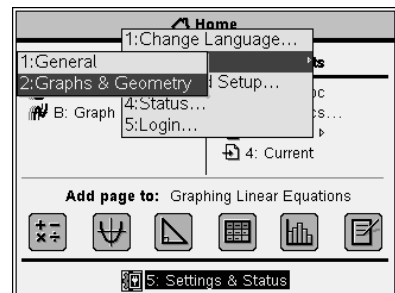 Home
1:Change Language...
1:General
ts
2:Graphs & Geometry
Setup...
4:Status...
B: Graph
5:Login...
4: Current
Add page to: Graphing Linear Equations
5: Settings & Status